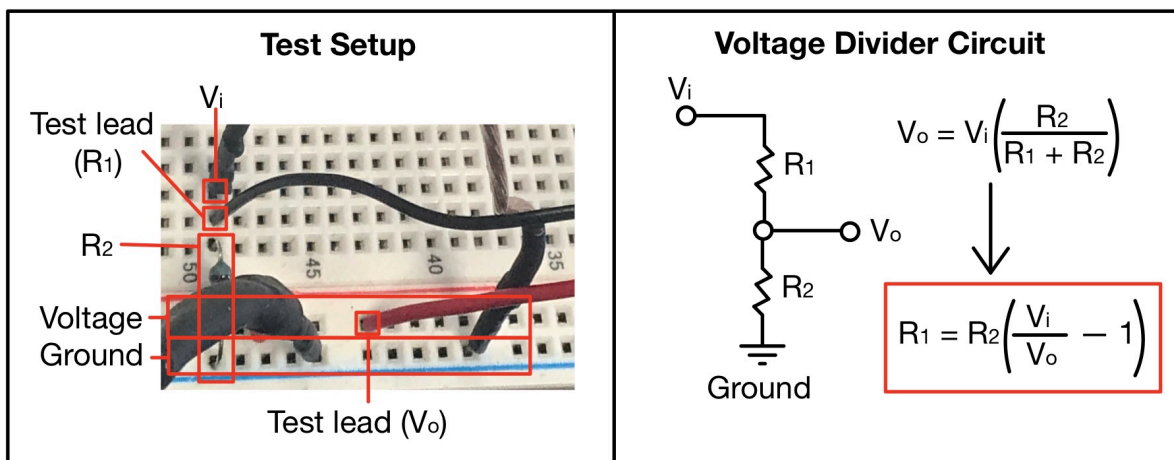 Test Setup
Vi
Test lead
(R1)
R2
Voltage
Ground
50
45
40
35
Test lead (Vo)
Voltage Divider Circuit
Vi
R1
Vo
R2
Ground
Vo = Vi(R2 / (R1 + R2))
R1 = R2(Vi / Vo - 1)